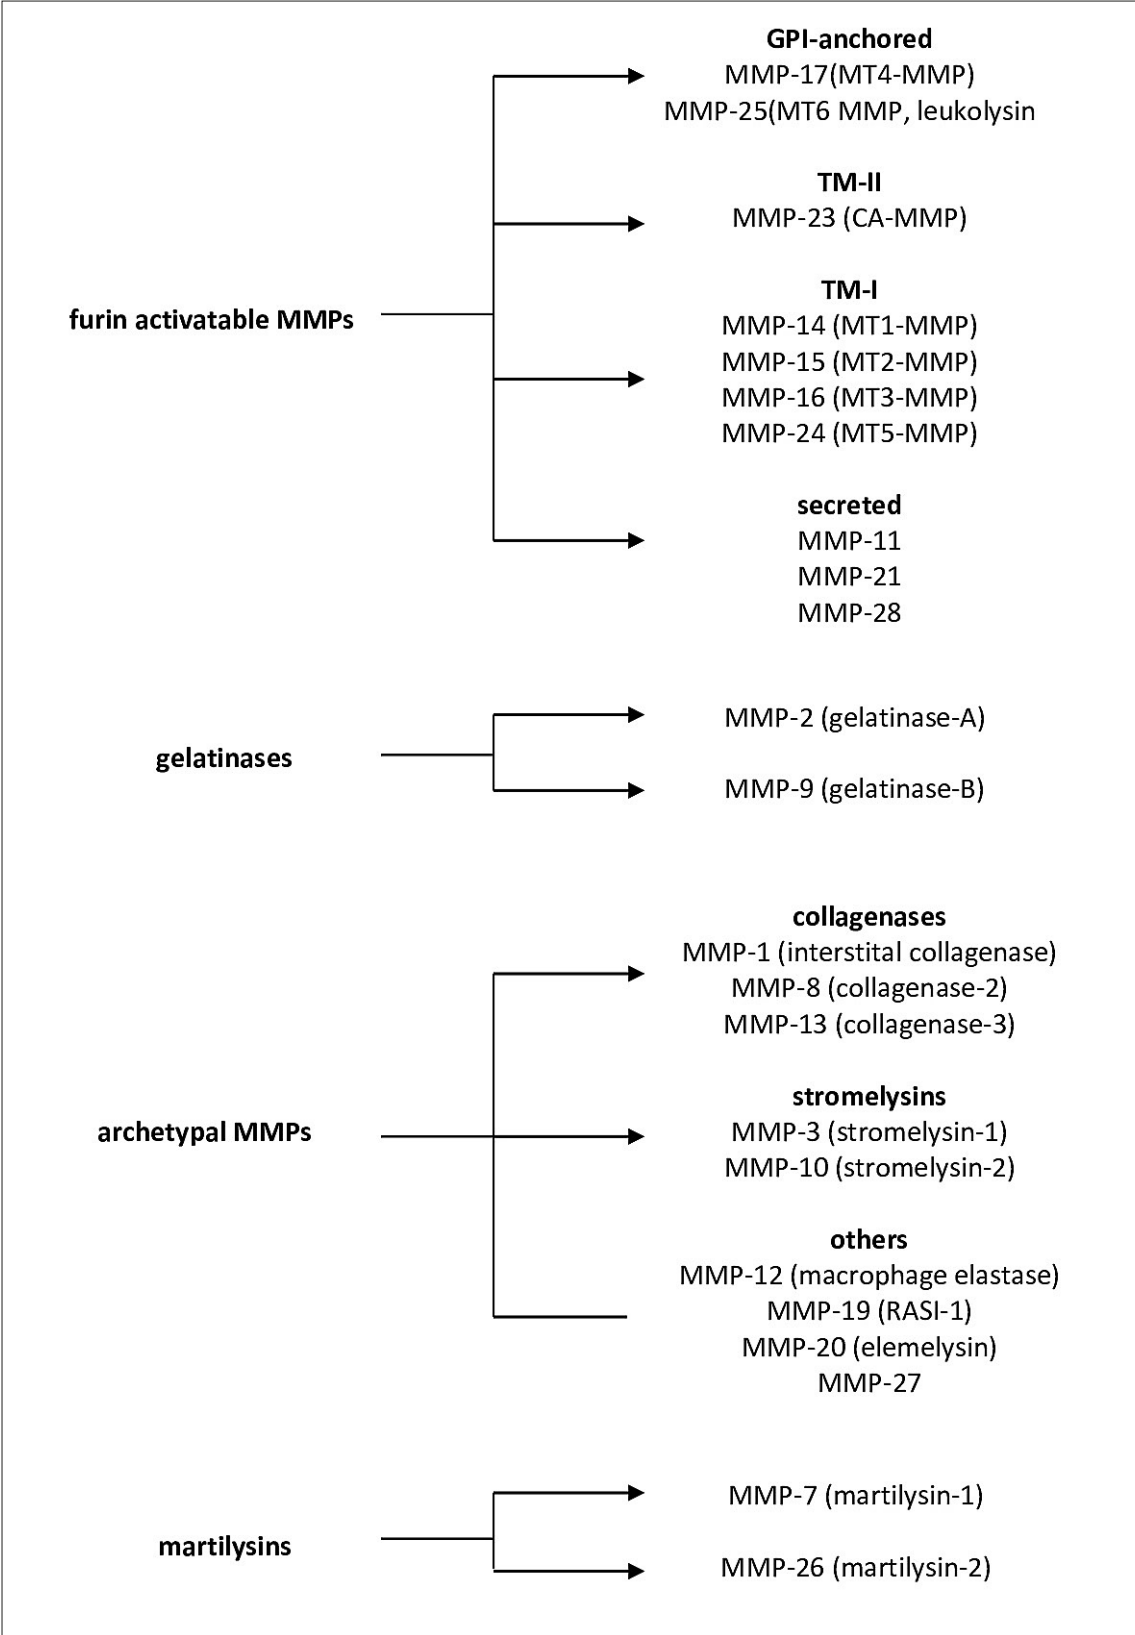 GPI-anchored
MMP-17(MT4-MMP)
MMP-25(MT6 MMP, leukolysin
TM-II
MMP-23 (CA-MMP)
furin activatable MMPs
TM-I
MMP-14 (MT1-MMP)
MMP-15 (MT2-MMP)
MMP-16 (MT3-MMP)
MMP-24 (MT5-MMP)
secreted
MMP-11
MMP-21
MMP-28
gelatinases
MMP-2 (gelatinase-A)
MMP-9 (gelatinase-B)
archetypal MMPs
collagenases
MMP-1 (interstital collagenase)
MMP-8 (collagenase-2)
MMP-13 (collagenase-3)
stromelysins
MMP-3 (stromelysin-1)
MMP-10 (stromelysin-2)
others
MMP-12 (macrophage elastase)
MMP-19 (RASI-1)
MMP-20 (elemelysin)
MMP-27
martilysins
MMP-7 (martilysin-1)
MMP-26 (martilysin-2)